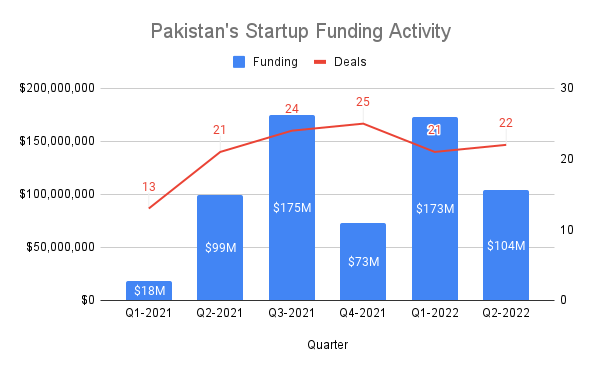 Pakistan's Startup Funding Activity
Funding Deals
$200,000,000 30
$150,000,000 20
$100,000,000 10
$50,000,000
$0 0
13 21 24 25 21 22
$18M $99M $175M $73M $173M $104M
Q1-2021 Q2-2021 Q3-2021 Q4-2021 Q1-2022 Q2-2022
Quarter